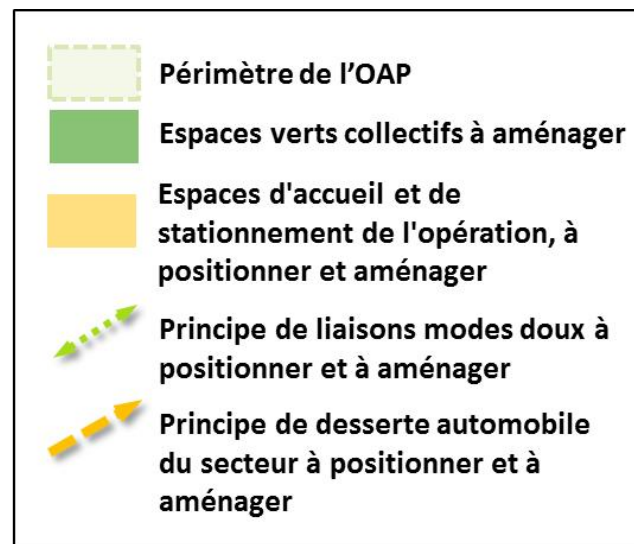 Périmètre de l’OAP
Espaces verts collectifs à aménager
Espaces d'accueil et de
stationnement de l'opération, à
positionner et aménager
Principe de liaisons modes doux à
positionner et à aménager
Principe de desserte automobile
du secteur à positionner et à
aménager